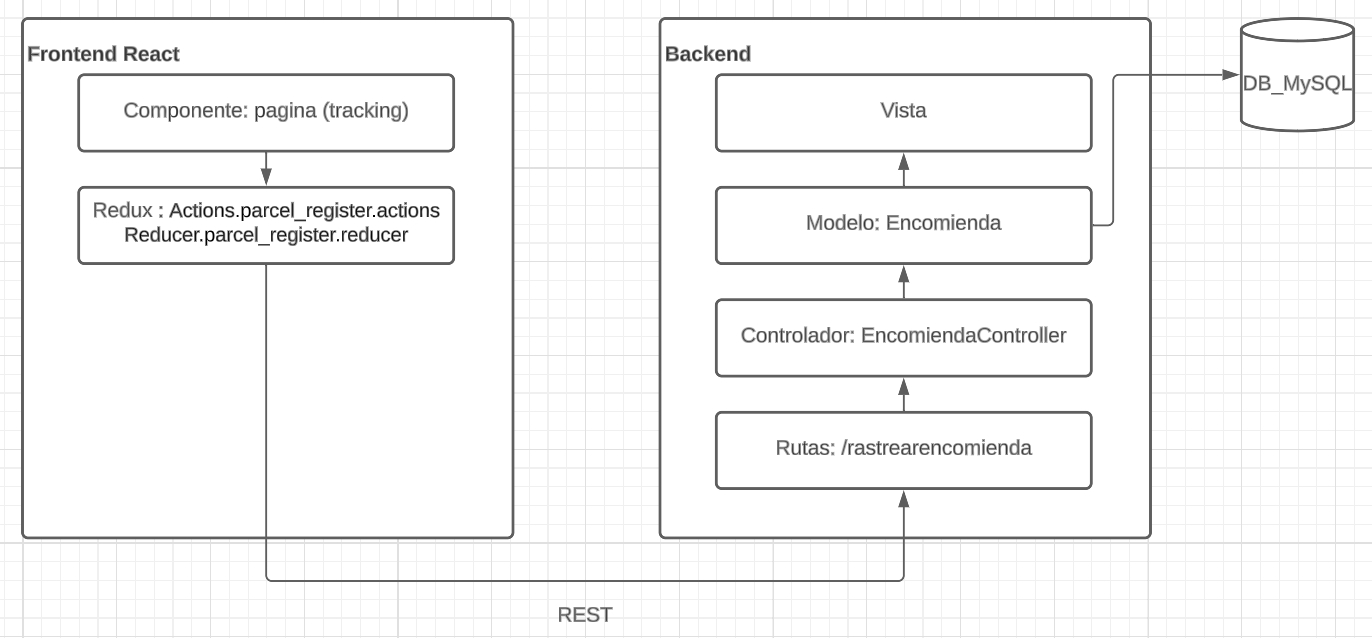 Frontend React
Componente: pagina (tracking)
Redux : Actions.parcel_register.actions
Reducer.parcel_register.reducer
Backend
Vista
Modelo: Encomienda
Controlador: EncomiendaController
Rutas: /rastrearencomienda
DB_MySQL
REST